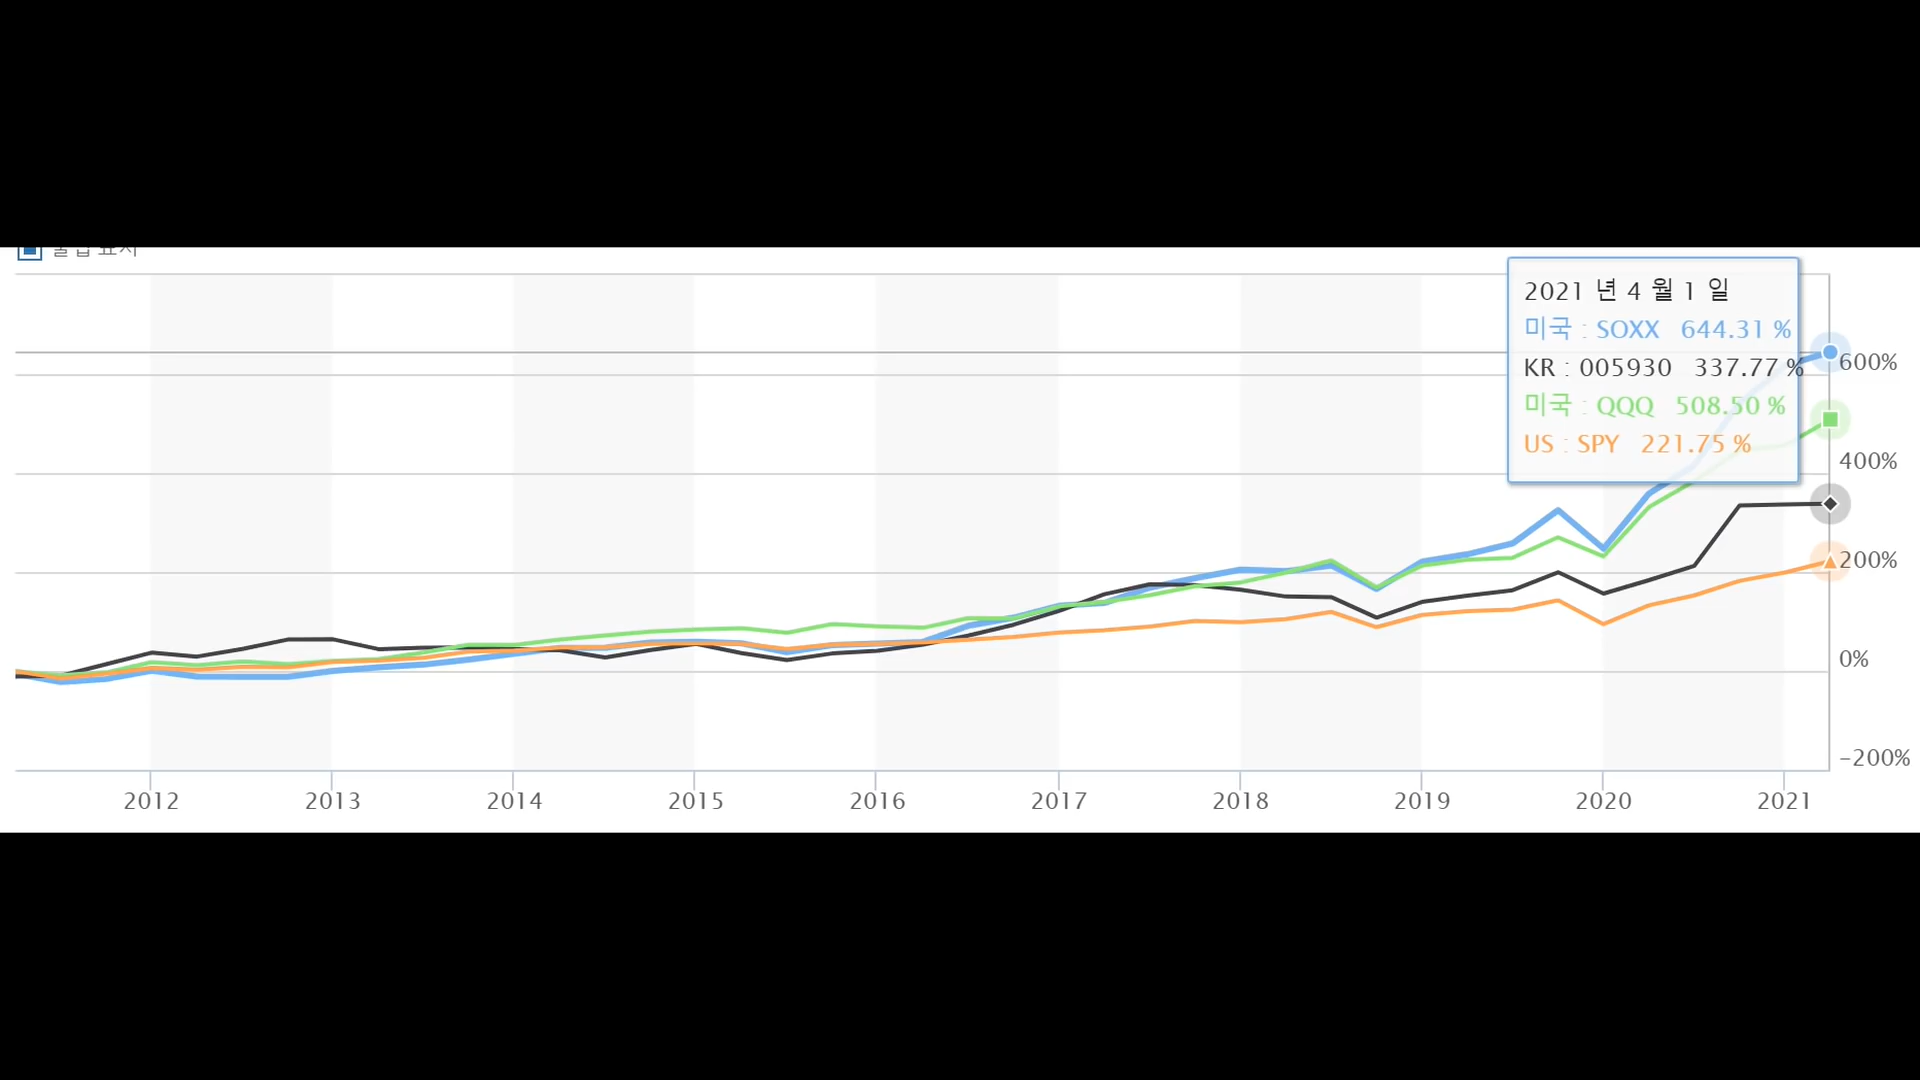 2021 년 4 월 1 일
미국 : SOXX 644.31 %
KR : 005930 337.77 %
미국 : QQQ 508.50 %
US : SPY 221.75 %
600%
400%
200%
0%
-200%
2012 2013 2014 2015 2016 2017 2018 2019 2020 2021